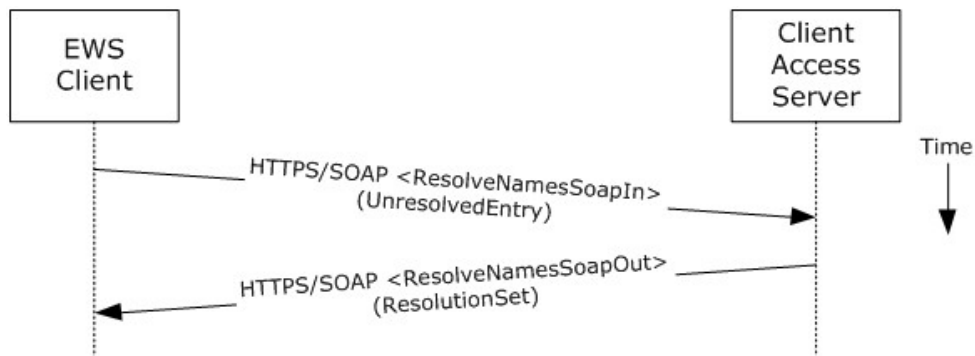 EWS
Client
Client
Access
Server
Time
HTTPS/SOAP <ResolveNamesSoapIn>
(UnresolvedEntry)
HTTPS/SOAP <ResolveNamesSoapOut>
(ResolutionSet)